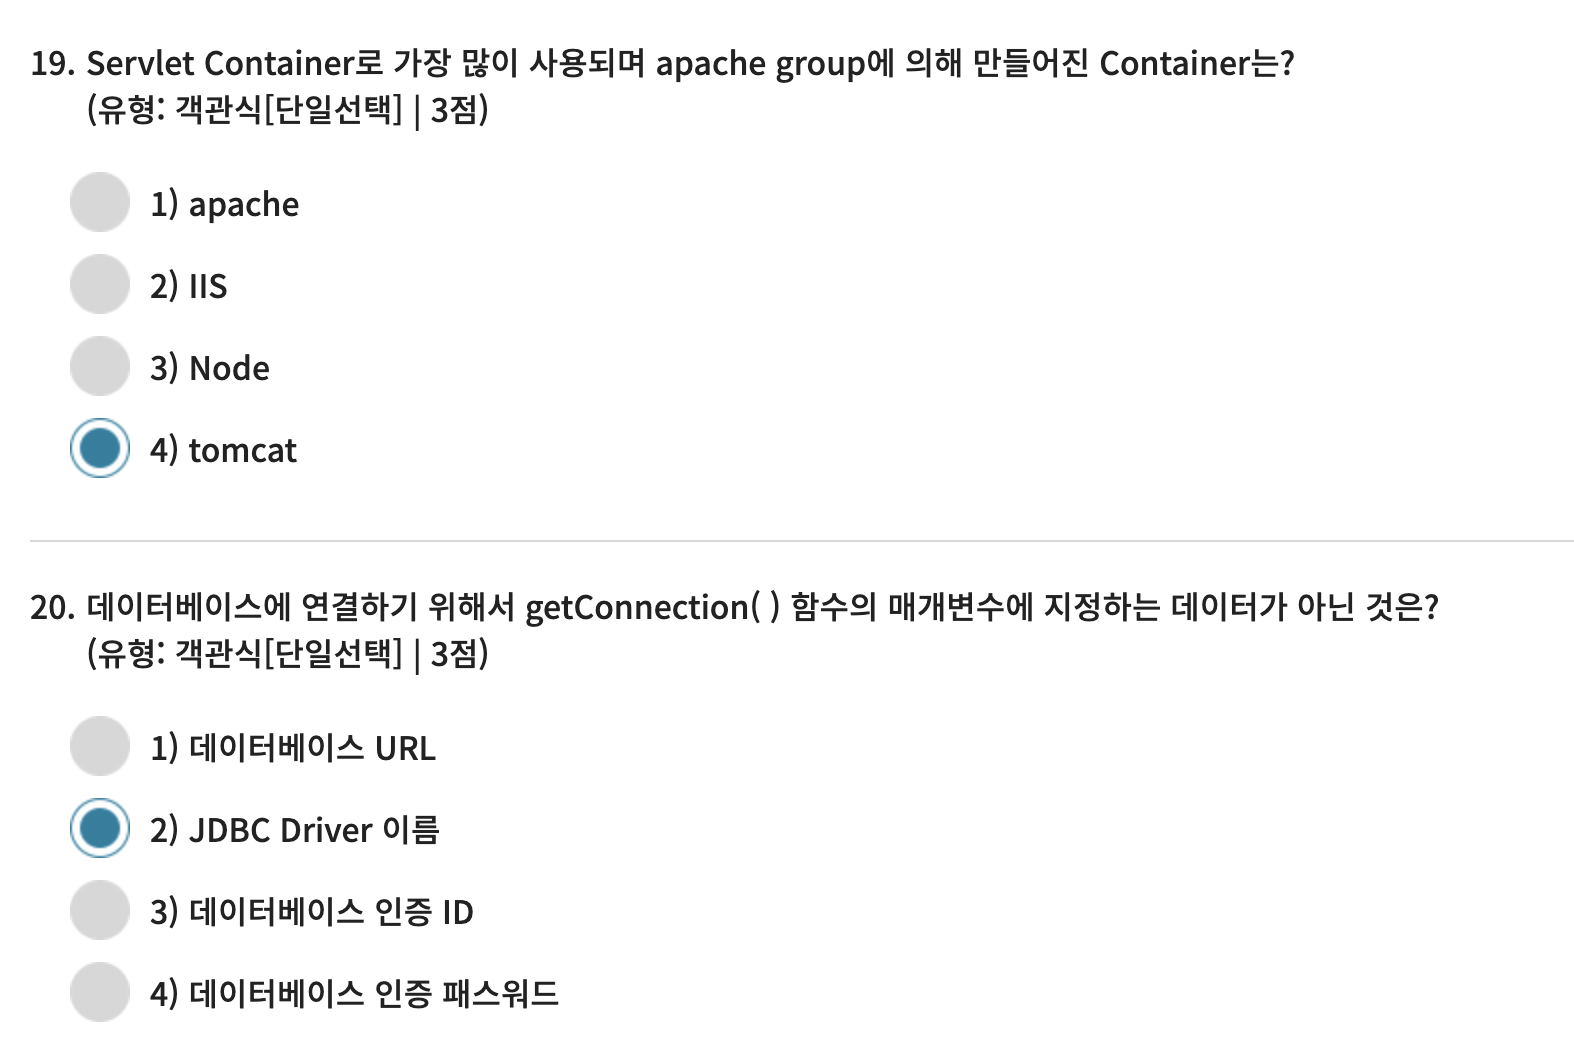 19. Servlet Container로 가장 많이 사용되며 apache group에 의해 만들어진 Container는?
(유형: 객관식[단일선택] | 3점)
1) apache
2) IIS
3) Node
4) tomcat
20. 데이터베이스에 연결하기 위해서 getConnection( ) 함수의 매개변수에 지정하는 데이터가 아닌 것은?
(유형: 객관식[단일선택] | 3점)
1) 데이터베이스 URL
2) JDBC Driver 이름
3) 데이터베이스 인증 ID
4) 데이터베이스 인증 패스워드